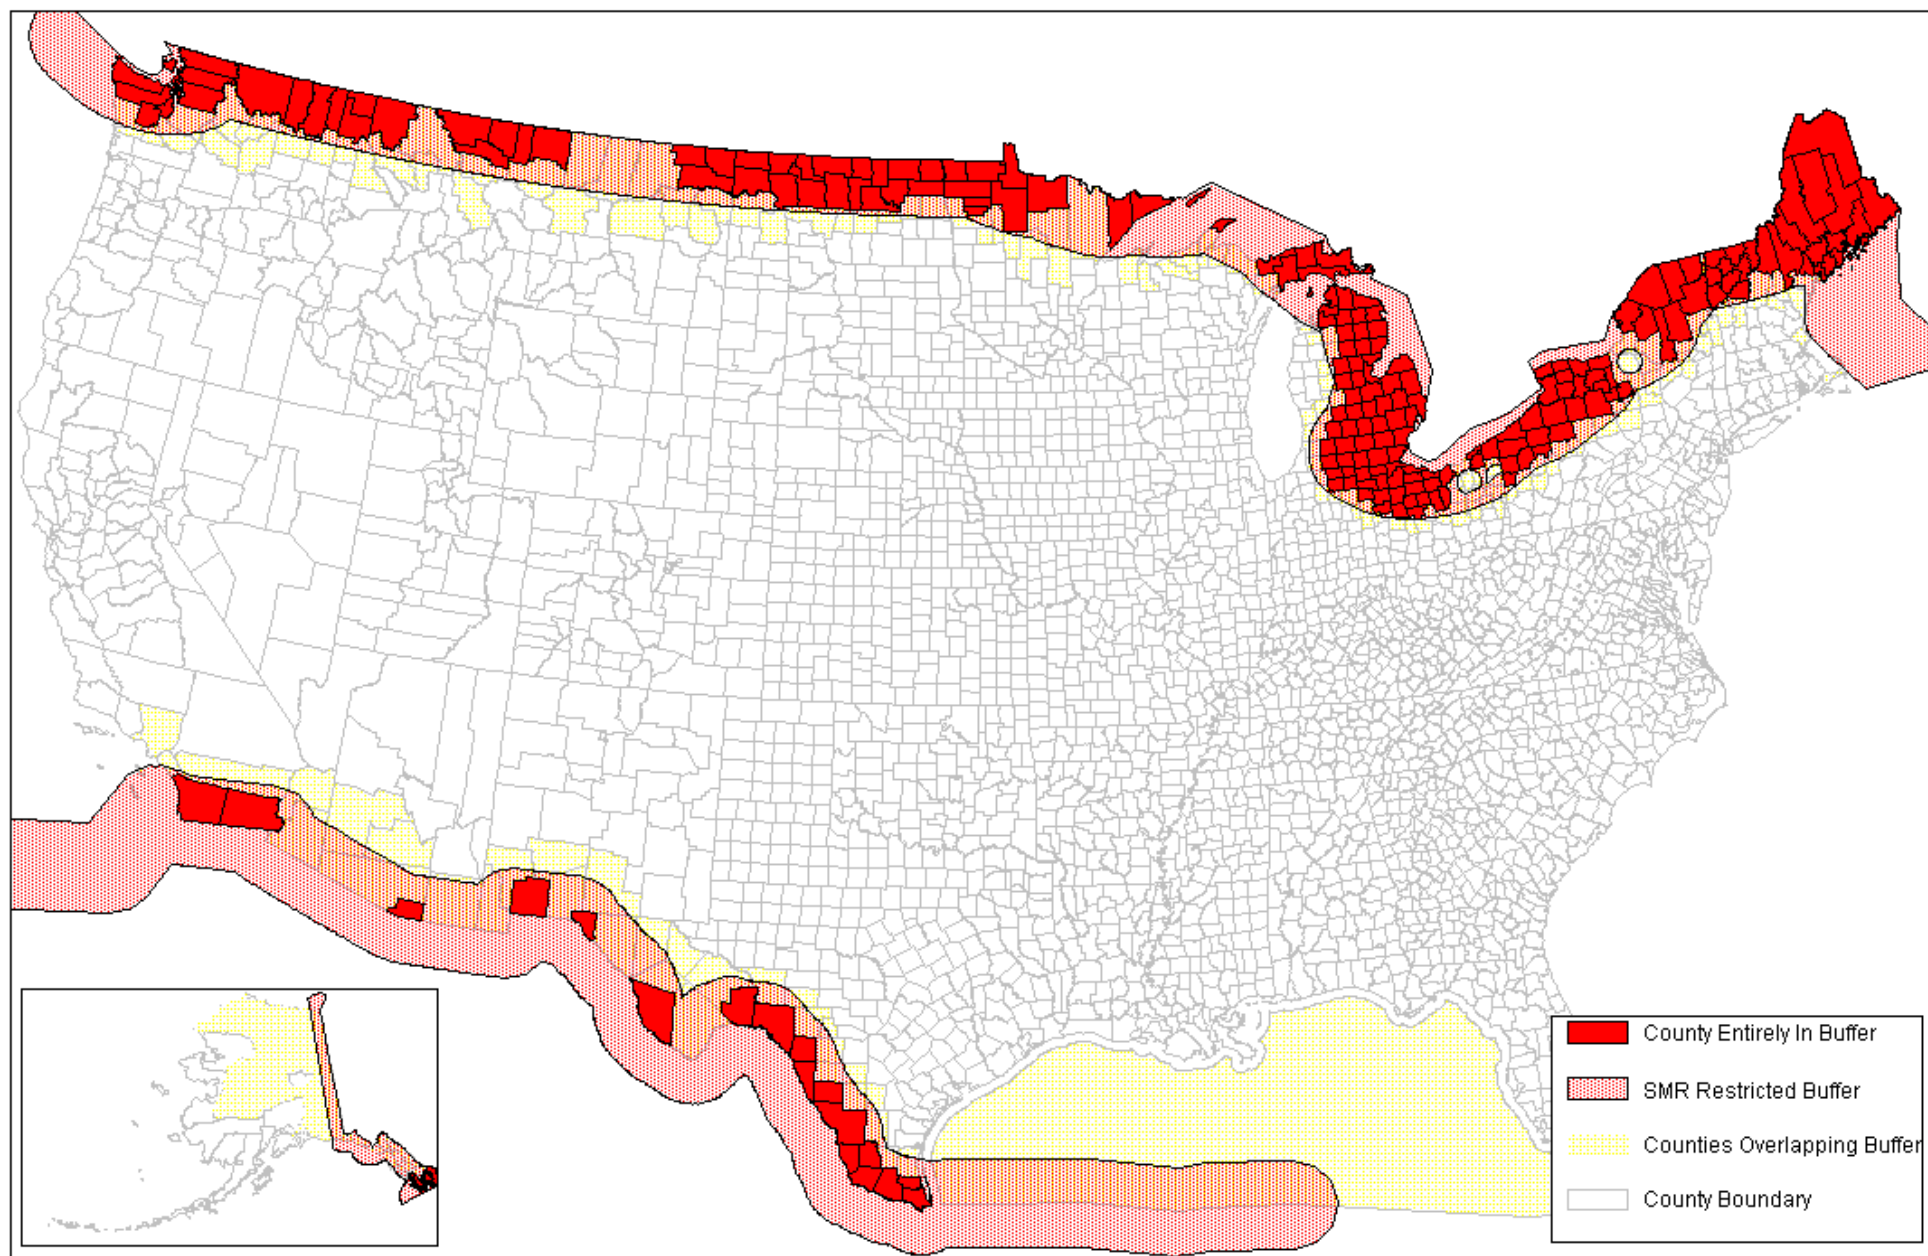 County Entirely In Buffer
SMR Restricted Buffer
Counties Overlapping Buffer
County Boundary